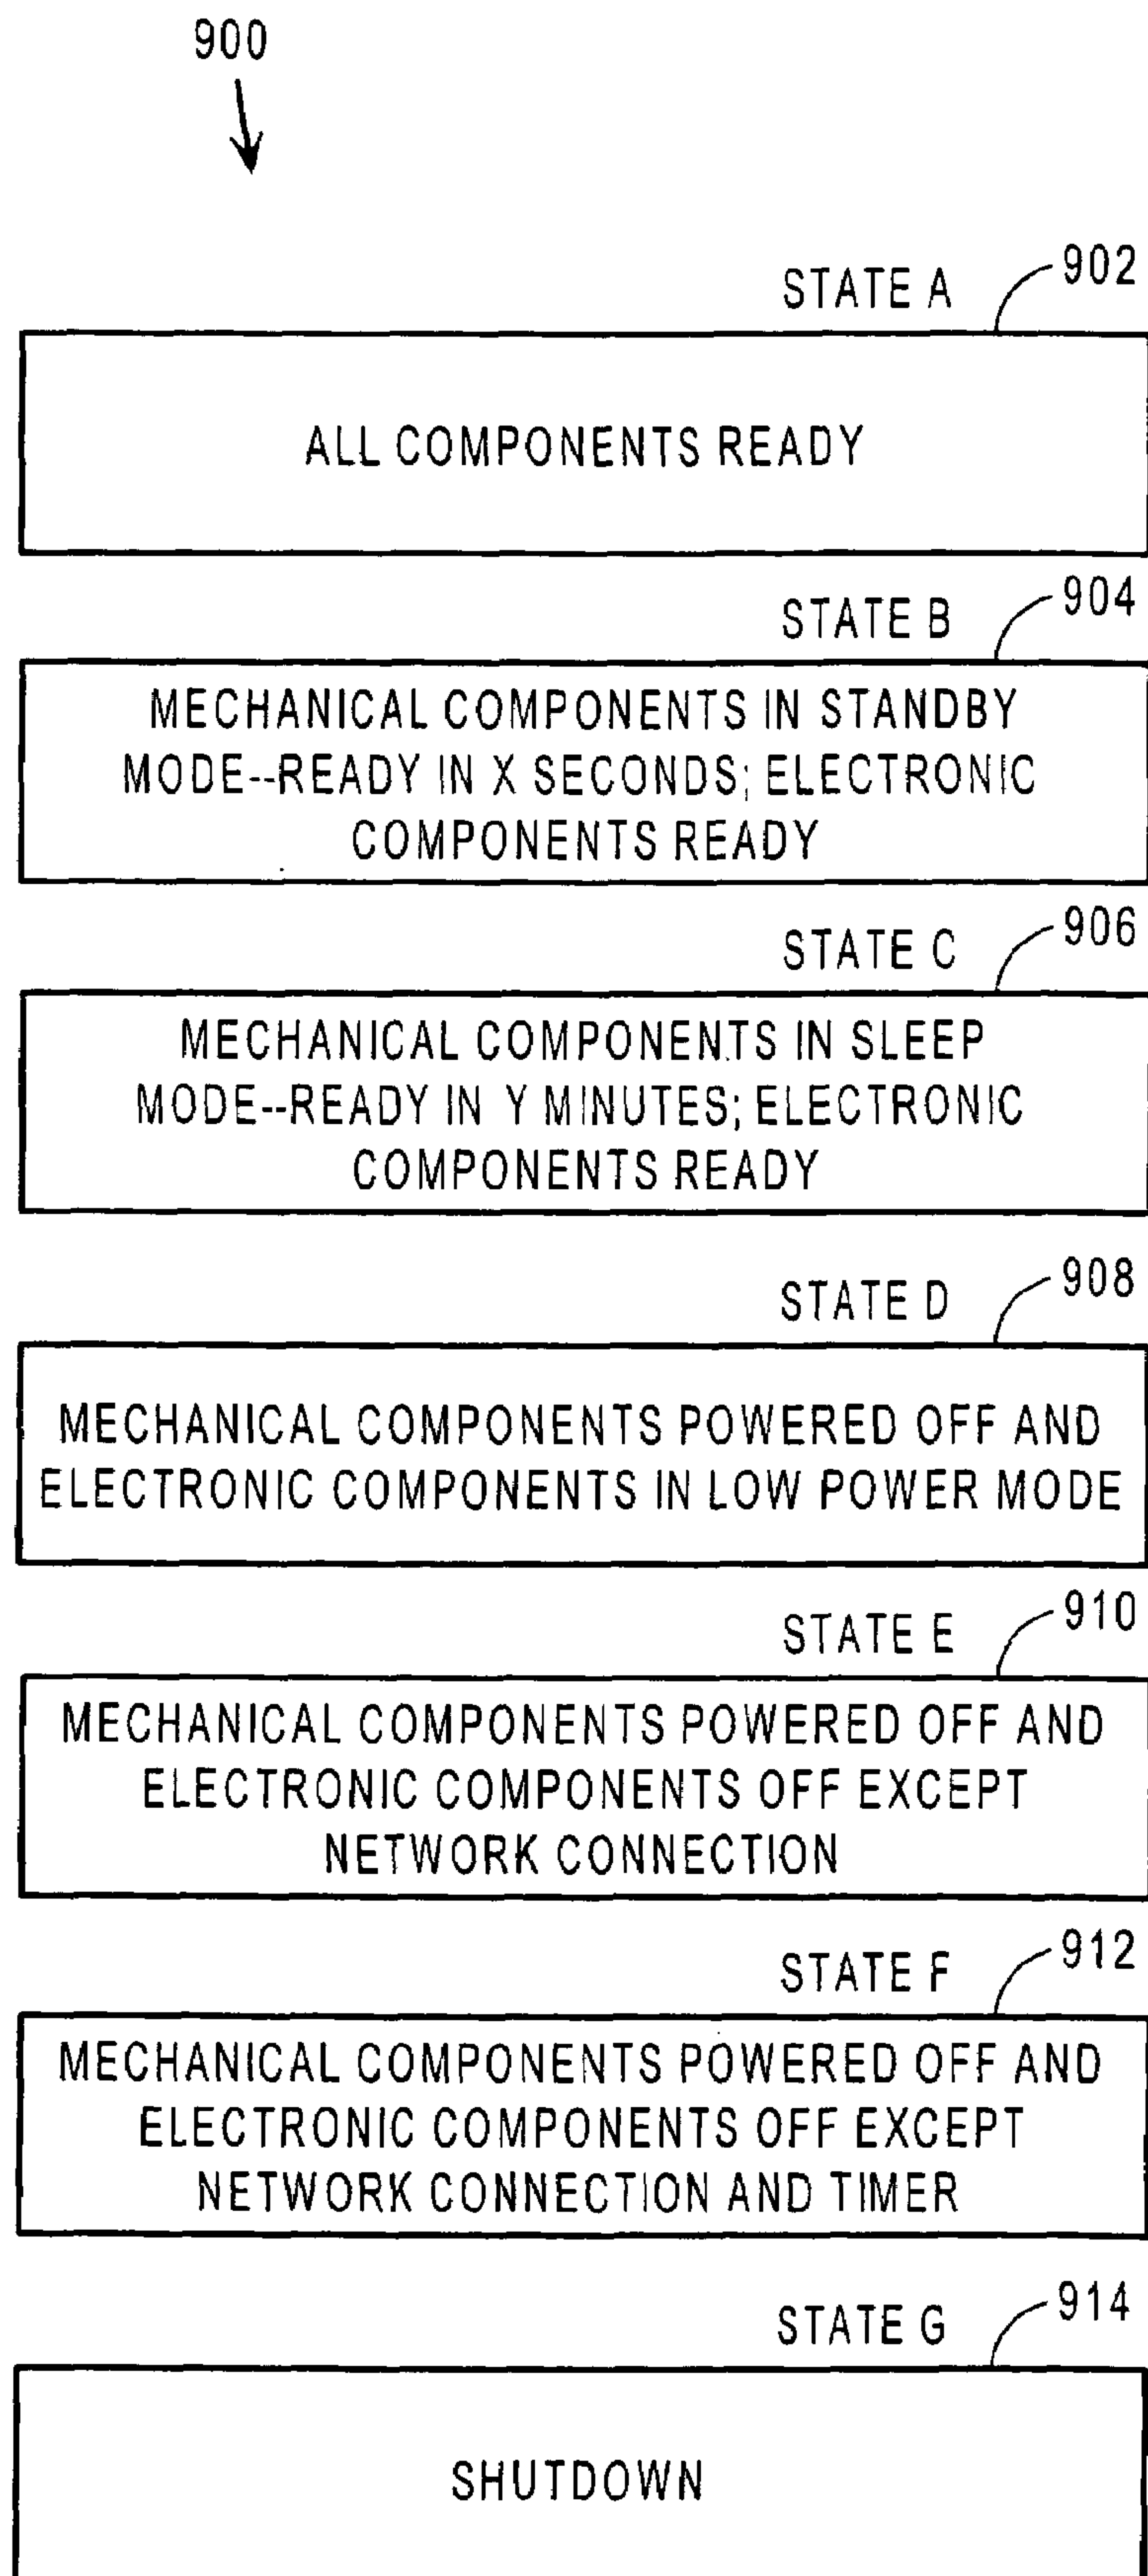 900
STATE A
902
ALL COMPONENTS READY
STATE B
904
MECHANICAL COMPONENTS IN STANDBY
MODE--READY IN X SECONDS; ELECTRONIC
COMPONENTS READY
STATE C
906
MECHANICAL COMPONENTS IN SLEEP
MODE--READY IN Y MINUTES; ELECTRONIC
COMPONENTS READY
STATE D
908
MECHANICAL COMPONENTS POWERED OFF AND
ELECTRONIC COMPONENTS IN LOW POWER MODE
STATE E
910
MECHANICAL COMPONENTS POWERED OFF AND
ELECTRONIC COMPONENTS OFF EXCEPT
NETWORK CONNECTION
STATE F
912
MECHANICAL COMPONENTS POWERED OFF AND
ELECTRONIC COMPONENTS OFF EXCEPT
NETWORK CONNECTION AND TIMER
STATE G
914
SHUTDOWN